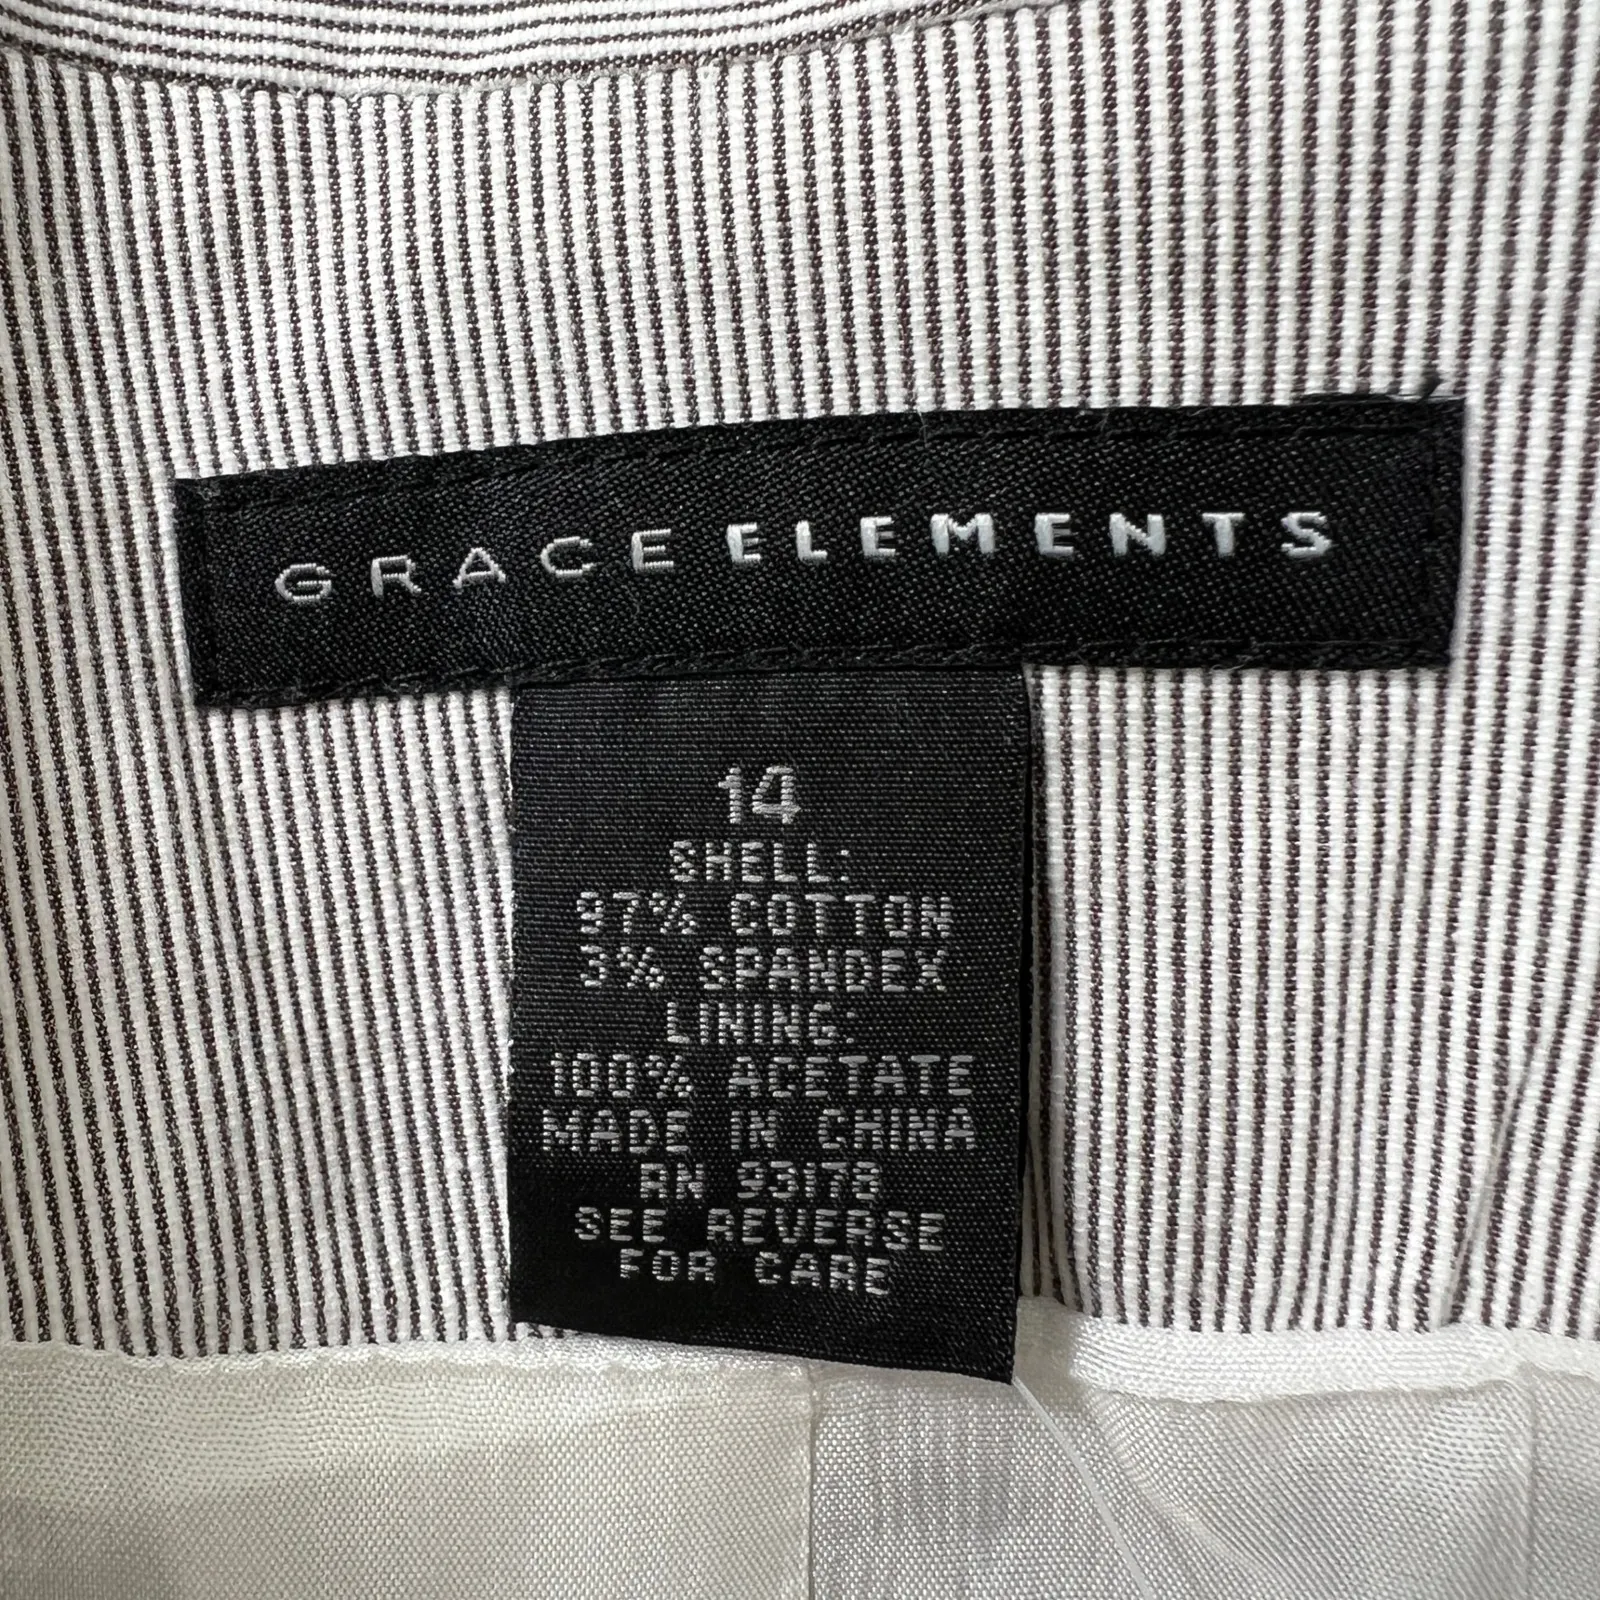 GRACE ELEMENTS
14
SHELL:
97% COTTON
3% SPANDEX
LINING:
100% ACETATE
MADE IN CHINA
RN 93178
SEE REVERSE
FOR CARE